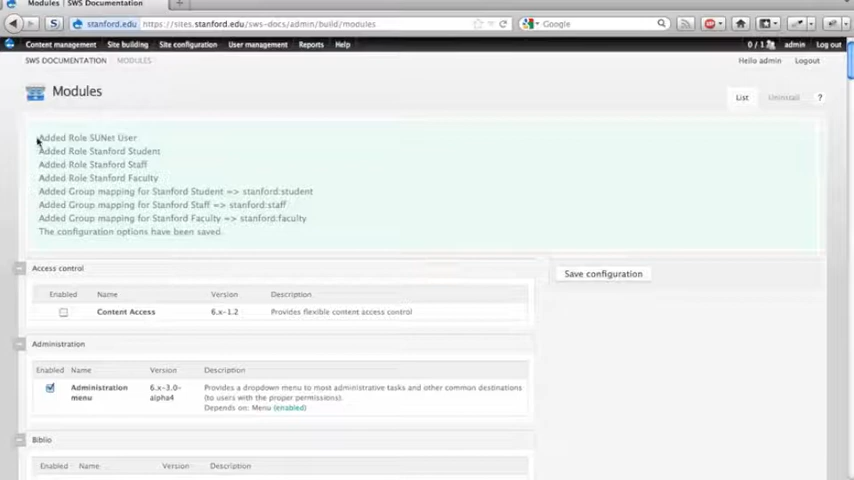 Modules | SWS Documentation
stanford.edu https://sites.stanford.edu/sws-docs/admin/build/modules
Google
Content management Site building Site configuration User management Reports Help 0 / 1 admin Log out
SWS DOCUMENTATION MODULES Hello admin Logout
Modules
List Uninstall ?
Added Role SUNet User
Added Role Stanford Student
Added Role Stanford Staff
Added Role Stanford Faculty
Added Group mapping for Stanford Student => stanford:student
Added Group mapping for Stanford Staff => stanford:staff
Added Group mapping for Stanford Faculty => stanford:faculty
The configuration options have been saved.
Access control
Save configuration
Enabled Name Version Description
Content Access 6.x-1.2 Provides flexible content access control
Administration
Enabled Name Version Description
Administration menu 6.x-3.0-alpha4 Provides a dropdown menu to most administrative tasks and other common destinations
(to users with the proper permissions).
Depends on: Menu (enabled)
Biblio
Enabled Name Version Description